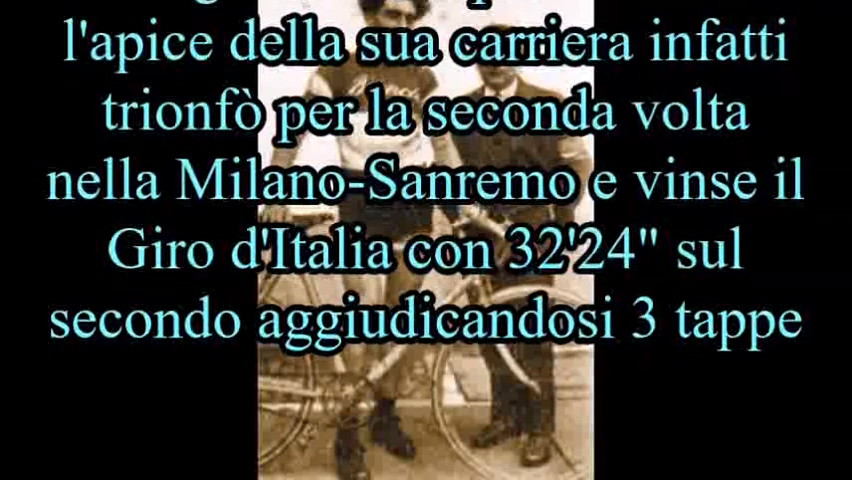 l'apice della sua carriera infatti
trionfò per la seconda volta
nella Milano-Sanremo e vinse il
Giro d'Italia con 32'24" sul
secondo aggiudicandosi 3 tappe